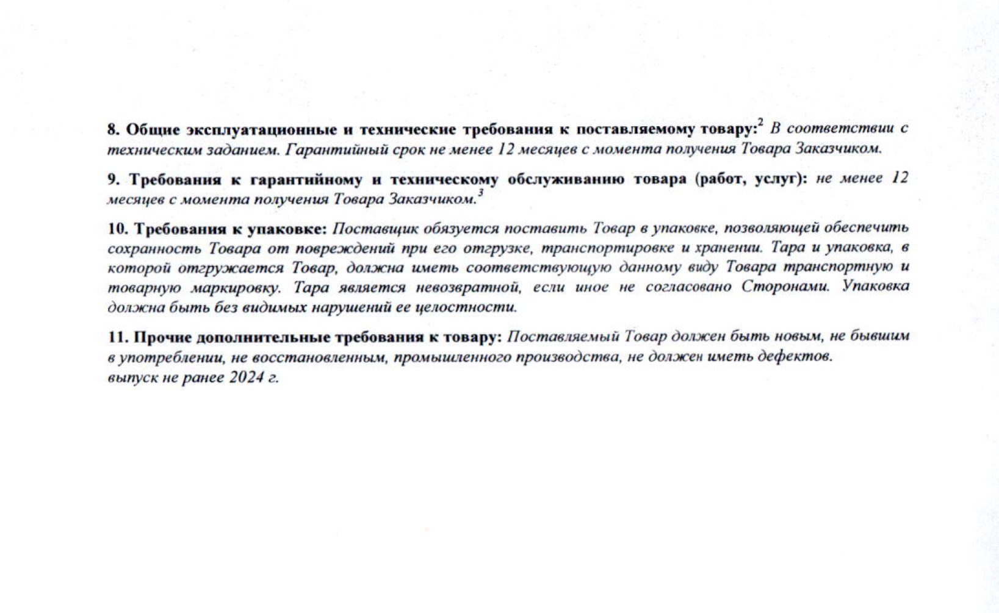 8. Общие эксплуатационные и технические требования к поставляемому товару:² В соответствии с
техническим заданием. Гарантийный срок не менее 12 месяцев с момента получения Товара Заказчиком.
9. Требования к гарантийному и техническому обслуживанию товара (работ, услуг): не менее 12
месяцев с момента получения Товара Заказчиком.³
10. Требования к упаковке: Поставщик обязуется поставить Товар в упаковке, позволяющей обеспечить
сохранность Товара от повреждений при его отгрузке, транспортировке и хранении. Тара и упаковка, в
которой отгружается Товар, должна иметь соответствующую данному виду Товара транспортную и
товарную маркировку. Тара является невозвратной, если иное не согласовано Сторонами. Упаковка
должна быть без видимых нарушений ее целостности.
11. Прочие дополнительные требования к товару: Поставляемый Товар должен быть новым, не бывшим
в употреблении, не восстановленным, промышленного производства, не должен иметь дефектов.
выпуск не ранее 2024 г.